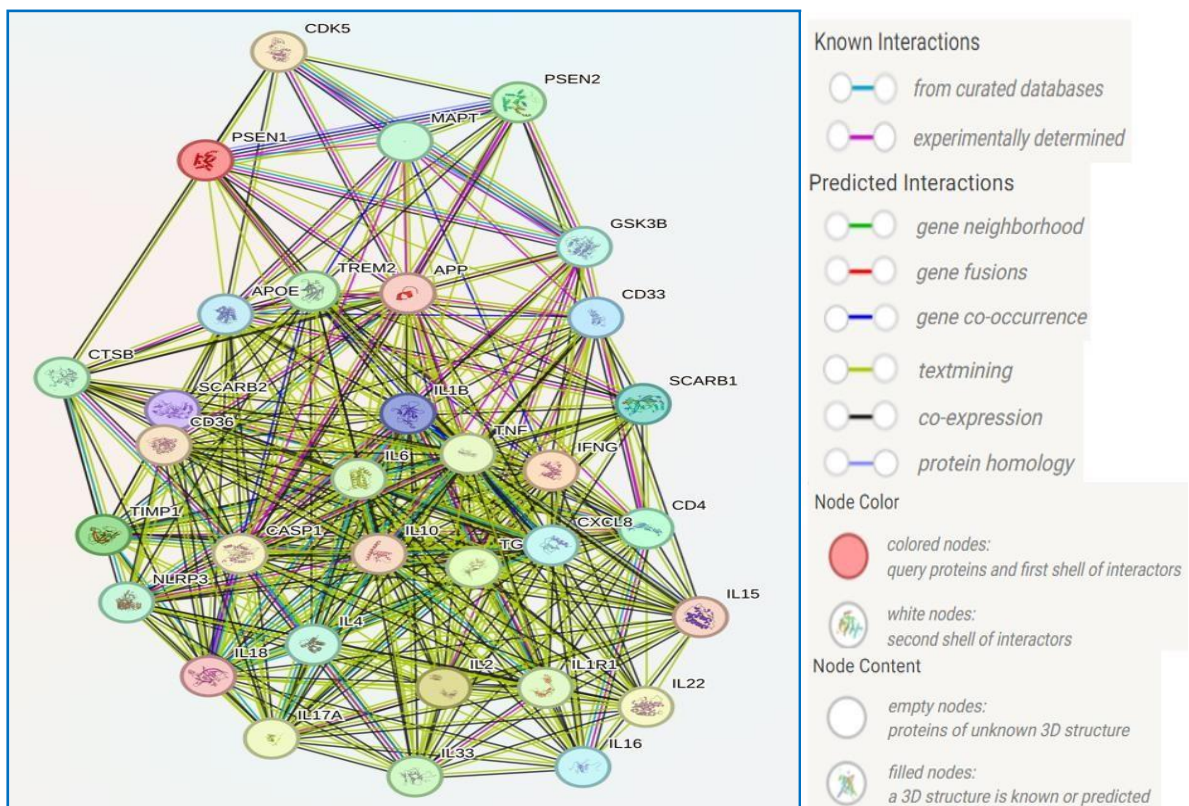 CDK5
PSEN2
MAPT
PSEN1
GSK3B
TREM2
APP
APOE
CD33
CTSB
SCARB2
IL1B
SCARB1
CD36
TNF
IFNG
IL6
TIMP1
CASP1
IL10
CXCL8
CD4
TG
NLRP3
IL15
IL4
IL18
IL2
IL1R1
IL22
IL17A
IL33
IL16
Known Interactions
from curated databases
experimentally determined
Predicted Interactions
gene neighborhood
gene fusions
gene co-occurrence
textmining
co-expression
protein homology
Node Color
colored nodes:
query proteins and first shell of interactors
white nodes:
second shell of interactors
Node Content
empty nodes:
proteins of unknown 3D structure
filled nodes:
a 3D structure is known or predicted